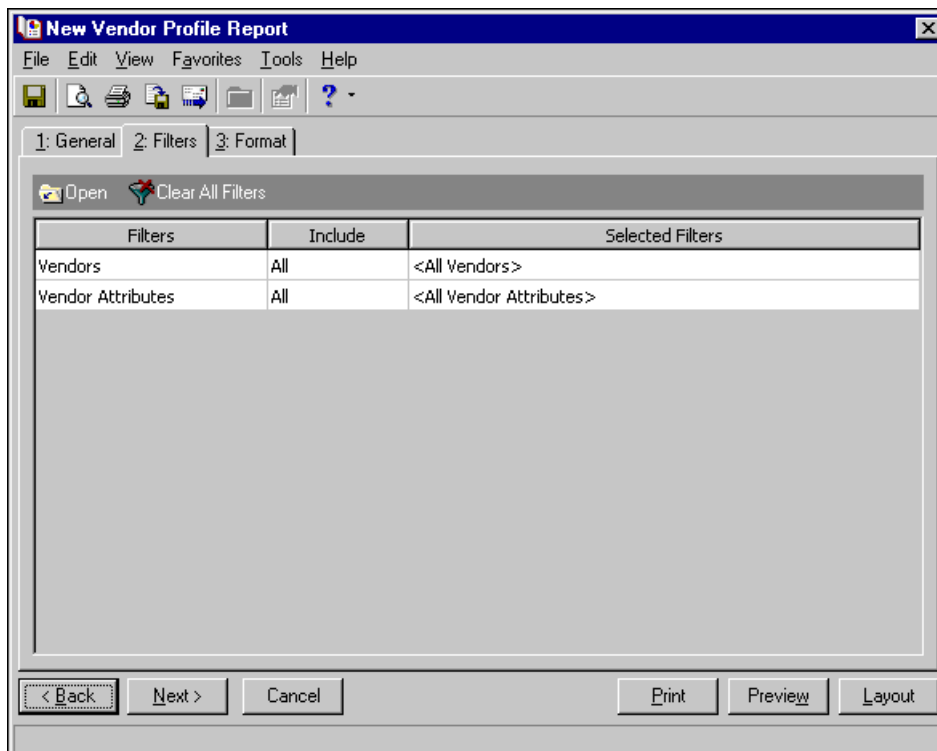 New Vendor Profile Report
File Edit View Favorites Tools Help
?
1: General 2: Filters 3: Format
Open Clear All Filters
Filters Include Selected Filters
Vendors All <All Vendors>
Vendor Attributes All <All Vendor Attributes>
< Back Next > Cancel Print Preview Layout